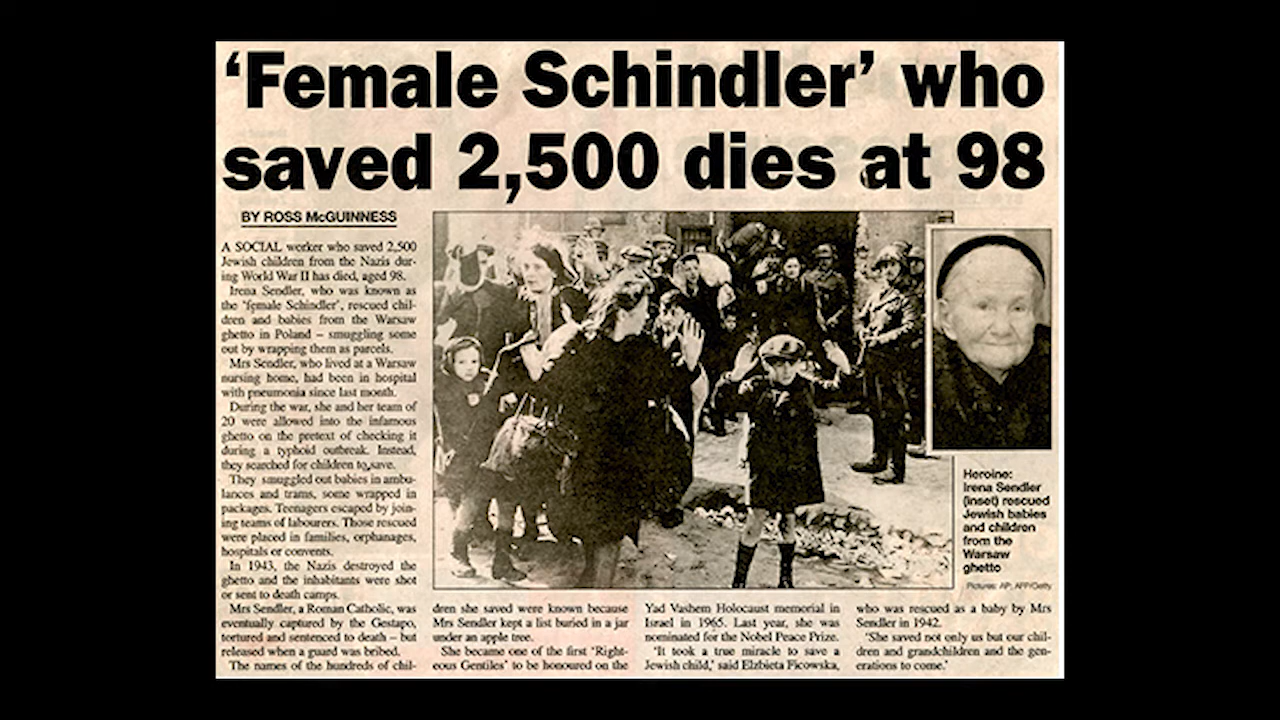 ‘Female Schindler’ who
saved 2,500 dies at 98
BY ROSS McGUINNESS
A SOCIAL worker who saved 2,500
Jewish children from the Nazis dur-
ing World War II has died, aged 98.
Irena Sendler, who was known as
the ‘female Schindler’, rescued chil-
dren and babies from the Warsaw
ghetto in Poland – smuggling some
out by wrapping them as parcels.
Mrs Sendler, who lived at a Warsaw
nursing home, had been in hospital
with pneumonia since last month.
During the war, she and her team of
20 were allowed into the infamous
ghetto on the pretext of checking it
during a typhoid outbreak. Instead,
they searched for children to save.
They smuggled out babies in ambu-
lances and trams, some wrapped in
packages. Teenagers escaped by join-
ing teams of labourers. Those rescued
were placed in families, orphanages,
hospitals or convents.
In 1943, the Nazis destroyed the
ghetto and the inhabitants were shot
or sent to death camps.
Mrs Sendler, a Roman Catholic, was
eventually captured by the Gestapo,
tortured and sentenced to death – but
released when a guard was bribed.
The names of the hundreds of chil-
dren she saved were known because
Mrs Sendler kept a list buried in a jar
under an apple tree.
She became one of the first ‘Right-
eous Gentiles’ to be honoured on the
Yad Vashem Holocaust memorial in
Israel in 1965. Last year, she was
nominated for the Nobel Peace Prize.
‘It took a true miracle to save a
Jewish child,’ said Elzbieta Ficowska,
who was rescued as a baby by Mrs
Sendler in 1942.
‘She saved not only us but our chil-
dren and grandchildren and the gen-
erations to come.’
Heroine:
Irena Sendler
(inset) rescued
Jewish babies
and children
from the
Warsaw
ghetto
Pictures: AP; AFP/Getty